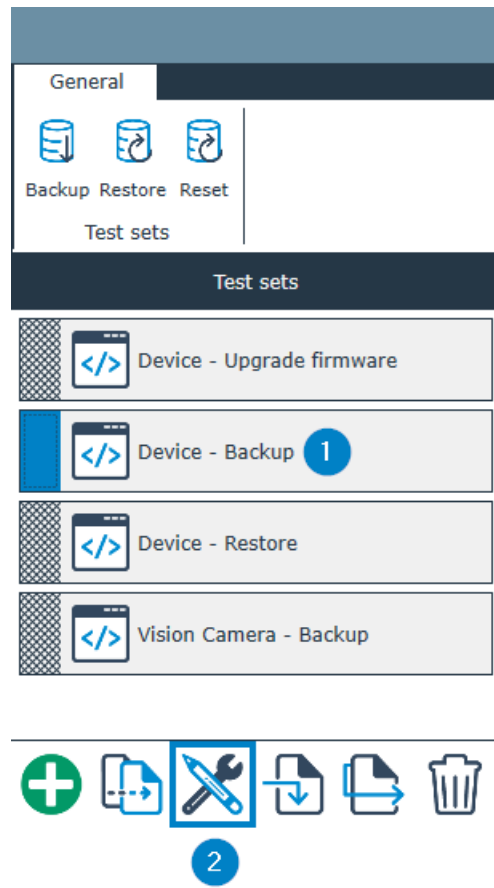 General
Backup Restore Reset
Test sets
Test sets
</> Device - Upgrade firmware
</> Device - Backup 1
</> Device - Restore
</> Vision Camera - Backup
2